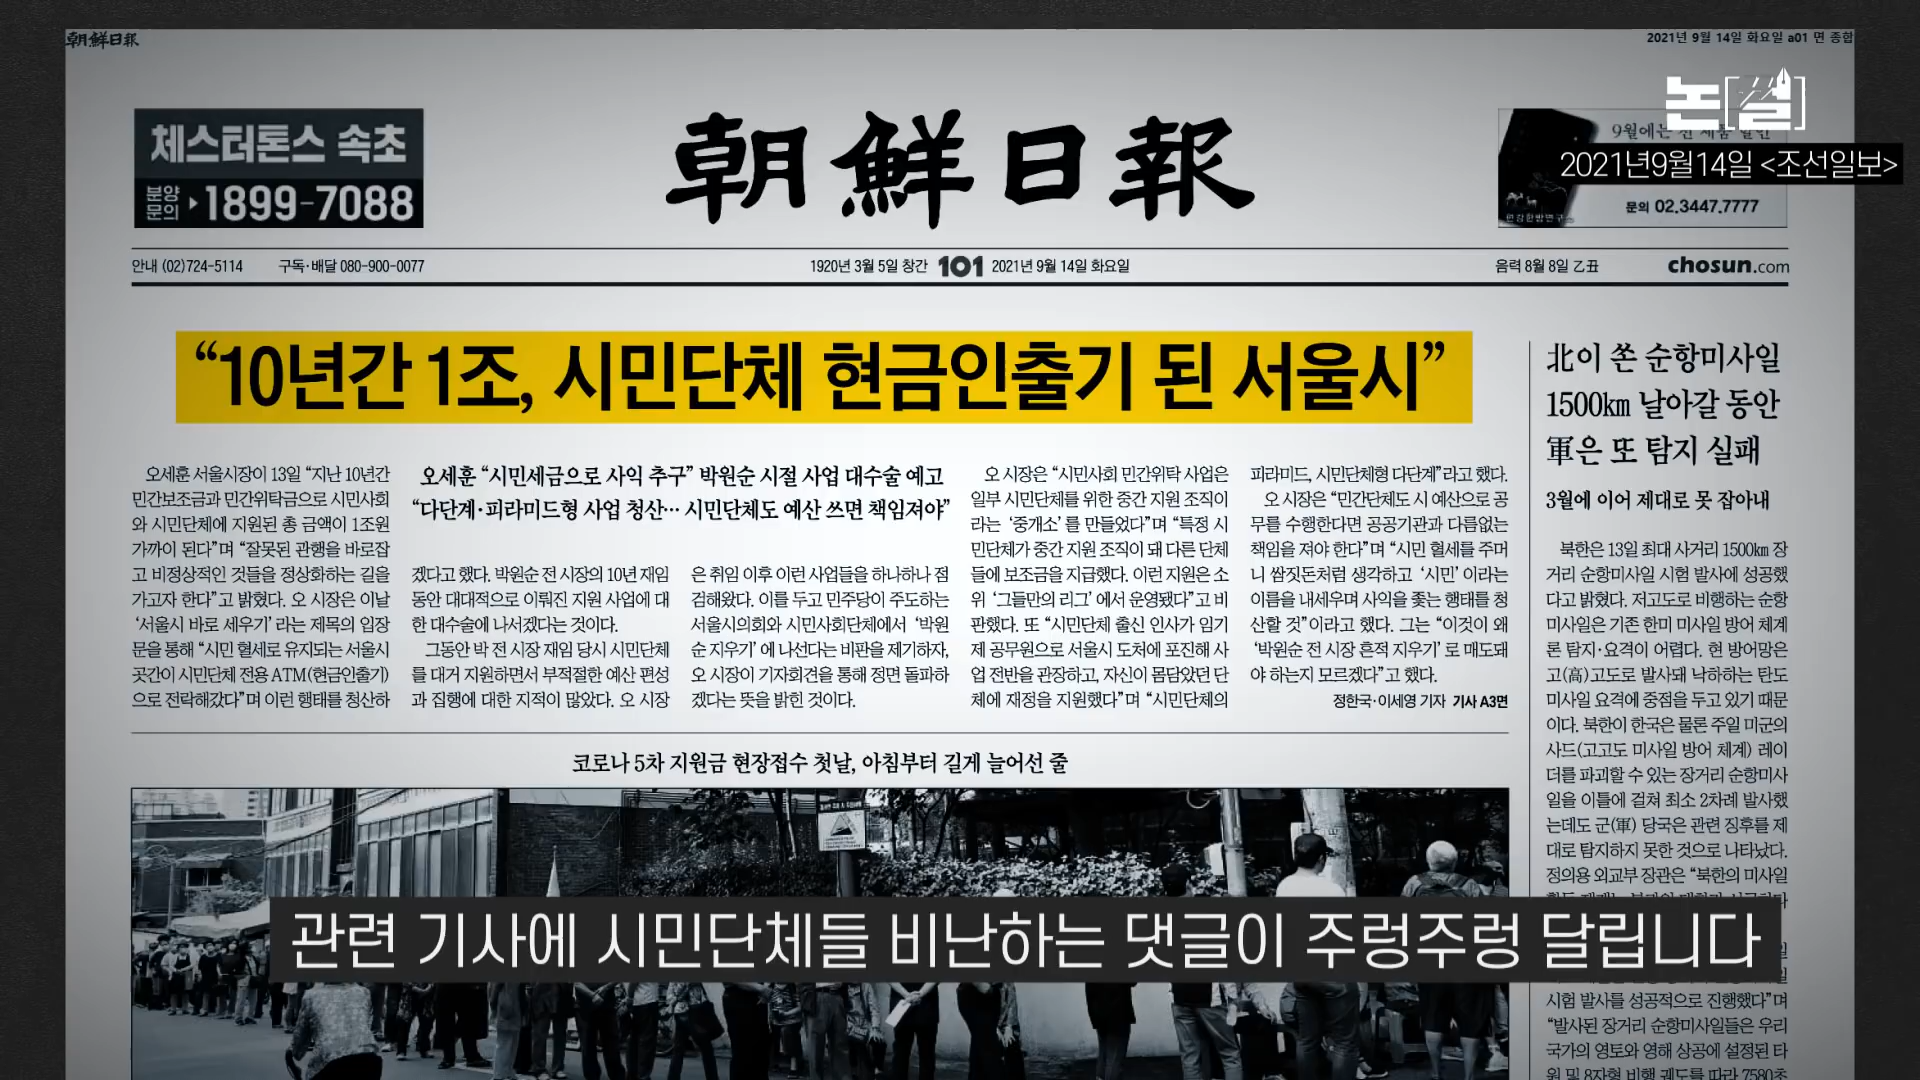 朝鮮日報
2021년 9월 14일 화요일 a01 면 종합
논[썰]
2021년9월14일 <조선일보>
체스터톤스 속초
분양
문의
1899-7088
朝鮮日報
9월에는
문의 02.3447.7777
안내 (02)724-5114 구독·배달 080-900-0077
1920년 3월 5일 창간 101 2021년 9월 14일 화요일
음력 8월 8일 乙丑 chosun.com
“10년간 1조, 시민단체 현금인출기 된 서울시”
오세훈 “시민세금으로 사익 추구” 박원순 시절 사업 대수술 예고
“다단계·피라미드형 사업 청산… 시민단체도 예산 쓰면 책임져야”
오세훈 서울시장이 13일 “지난 10년간
민간보조금과 민간위탁금으로 시민사회
와 시민단체에 지원된 총 금액이 1조원
가까이 된다”며 “잘못된 관행을 바로잡
고 비정상적인 것들을 정상화하는 길을
가고자 한다”고 밝혔다. 오 시장은 이날
‘서울시 바로 세우기’라는 제목의 입장
문을 통해 “시민 혈세로 유지되는 서울시
곳간이 시민단체 전용 ATM(현금인출기)
으로 전락해갔다”며 이런 행태를 청산하
겠다고 했다. 박원순 전 시장의 10년 재임
동안 대대적으로 이뤄진 지원 사업에 대
한 대수술에 나서겠다는 것이다.
그동안 박 전 시장 재임 당시 시민단체
를 대거 지원하면서 부적절한 예산 편성
과 집행에 대한 지적이 많았다. 오 시장
은 취임 이후 이런 사업들을 하나하나 점
검해왔다. 이를 두고 민주당이 주도하는
서울시의회와 시민사회단체에서 ‘박원
순 지우기’에 나선다는 비판을 제기하자,
오 시장이 기자회견을 통해 정면 돌파하
겠다는 뜻을 밝힌 것이다.
오 시장은 “시민사회 민간위탁 사업은
일부 시민단체를 위한 중간 지원 조직이
라는 ‘중개소’를 만들었다”며 “특정 시
민단체가 중간 지원 조직이 돼 다른 단체
들에 보조금을 지급했다. 이런 지원은 소
위 ‘그들만의 리그’에서 운영됐다”고 비
판했다. 또 “시민단체 출신 인사가 임기
제 공무원으로 서울시 도처에 포진해 사
업 전반을 관장하고, 자신이 몸담았던 단
체에 재정을 지원했다”며 “시민단체의
피라미드, 시민단체형 다단계”라고 했다.
오 시장은 “민간단체도 시 예산으로 공
무를 수행한다면 공공기관과 다름없는
책임을 져야 한다”며 “시민 혈세를 주머
니 쌈짓돈처럼 생각하고 ‘시민’이라는
이름을 내세우며 사익을 좇는 행태를 청
산할 것”이라고 했다. 그는 “이것이 왜
‘박원순 전 시장 흔적 지우기’로 매도돼
야 하는지 모르겠다”고 했다.
정한국·이세영 기자 기사 A3면
北이 쏜 순항미사일
1500㎞ 날아갈 동안
軍은 또 탐지 실패
3월에 이어 제대로 못 잡아내
북한은 13일 최대 사거리 1500㎞ 장
거리 순항미사일 시험 발사에 성공했
다고 밝혔다. 저고도로 비행하는 순항
미사일은 기존 한미 미사일 방어 체계
론 탐지·요격이 어렵다. 현 방어망은
고(高)고도로 발사돼 낙하하는 탄도
미사일 요격에 중점을 두고 있기 때문
이다. 북한이 한국은 물론 주일 미군의
사드(고고도 미사일 방어 체계) 레이
더를 파괴할 수 있는 장거리 순항미사
일을 이틀에 걸쳐 최소 2차례 발사했
는데도 군(軍) 당국은 관련 징후를 제
대로 탐지하지 못한 것으로 나타났다.
정의용 외교부 장관은 “북한의 미사일
시험 발사를 성공적으로 진행했다”며
“발사된 장거리 순항미사일들은 우리
국가의 영토와 영해 상공에 설정된 타
원 및 8자형 비행 궤도를 따라 7580초
코로나 5차 지원금 현장접수 첫날, 아침부터 길게 늘어선 줄
관련 기사에 시민단체들 비난하는 댓글이 주렁주렁 달립니다